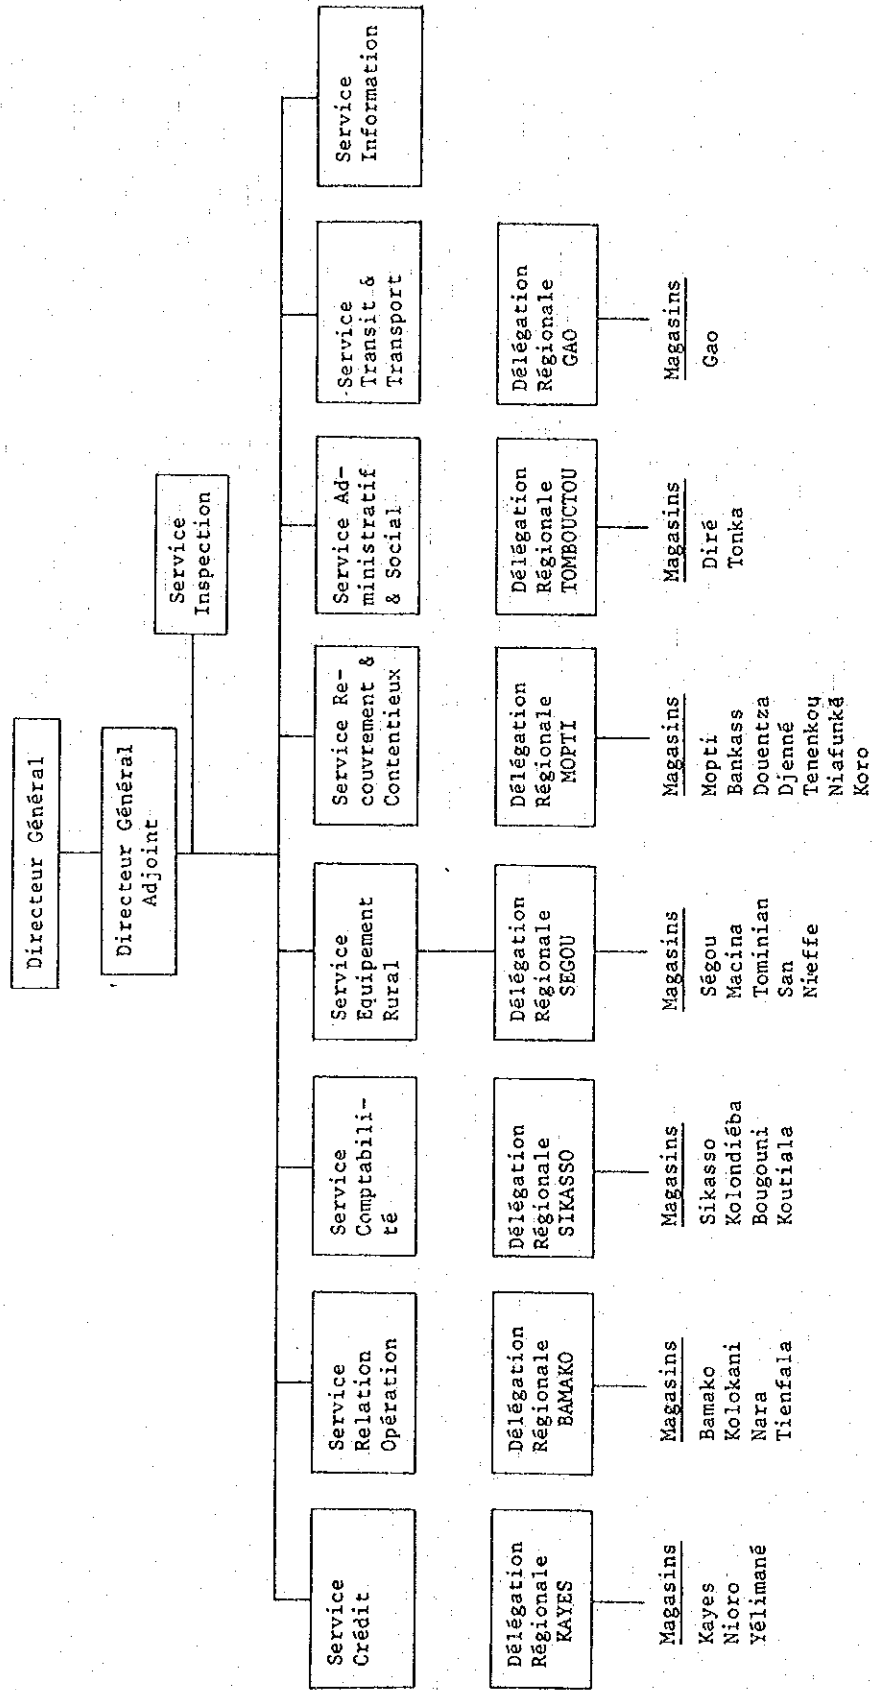 Directeur Général
Directeur Général
Adjoint
Service
Inspection
Service
Crédit
Service
Relation
Opération
Service
Comptabili-
té
Service
Equipement
Rural
Service Re-
couvrement &
Contentieux
Service Ad-
ministratif
& Social
Service
Transit &
Transport
Service
Information
Délégation
Régionale
KAYES
Délégation
Régionale
BAMAKO
Délégation
Régionale
SIKASSO
Délégation
Régionale
SEGOU
Délégation
Régionale
MOPTI
Délégation
Régionale
TOMBOUCTOU
Délégation
Régionale
GAO
Magasins
Kayes
Nioro
Yélimané
Magasins
Bamako
Kolokani
Nara
Tienfala
Magasins
Sikasso
Kolondiéba
Bougouni
Koutiala
Magasins
Ségou
Macina
Tominian
San
Nieffe
Magasins
Mopti
Bankass
Douentza
Djenné
Tenenkou
Niafunké
Koro
Magasins
Diré
Tonka
Magasins
Gao